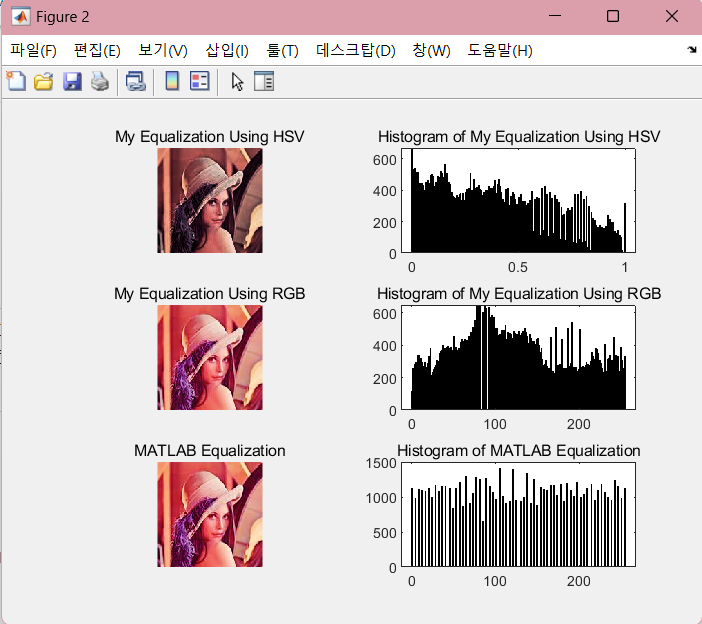 Figure 2
파일(F) 편집(E) 보기(V) 삽입(I) 툴(T) 데스크탑(D) 창(W) 도움말(H)
My Equalization Using HSV
Histogram of My Equalization Using HSV
600
400
200
0
0 0.5 1
My Equalization Using RGB
Histogram of My Equalization Using RGB
600
400
200
0
0 100 200
MATLAB Equalization
Histogram of MATLAB Equalization
1500
1000
500
0
0 100 200